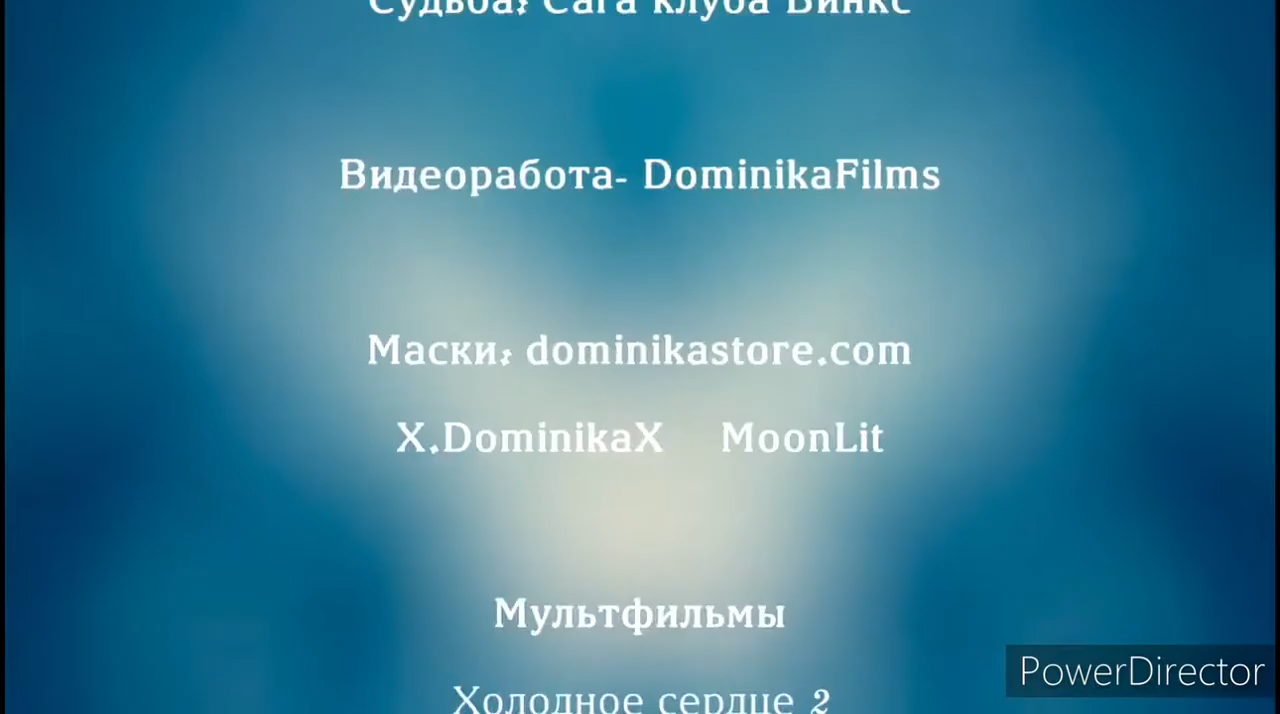 Судьба: Сага клуба Винкс
Видеоработа- DominikaFilms
Маски: dominikastore.com
X.DominikaX MoonLit
Мультфильмы
Холодное сердце 2
PowerDirector